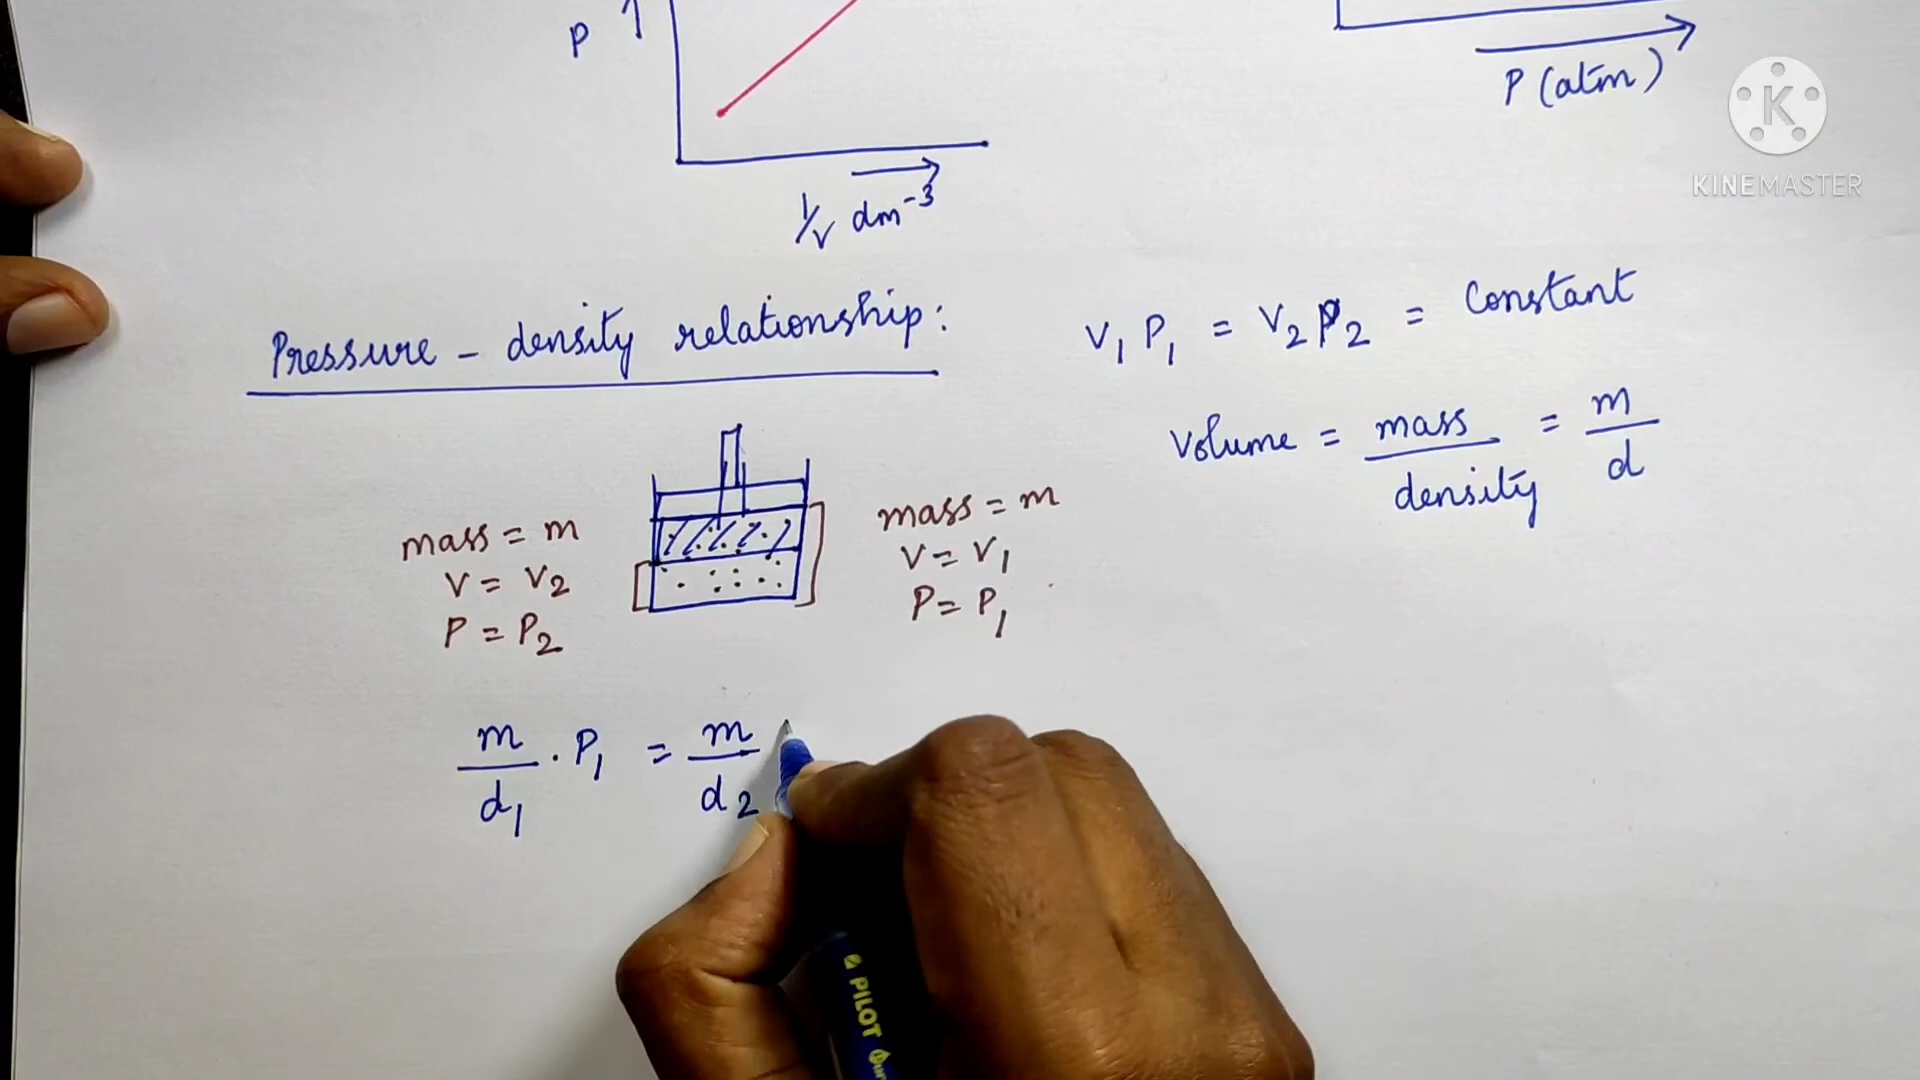 P
1/V dm⁻³
P (atm)
KINEMASTER
Pressure - density relationship:
V₁ P₁ = V₂ P₂ = Constant
Volume = mass/density = m/d
mass = m
V = V₂
P = P₂
mass = m
V = V₁
P = P₁
m/d₁ . P₁ = m/d₂
PILOT